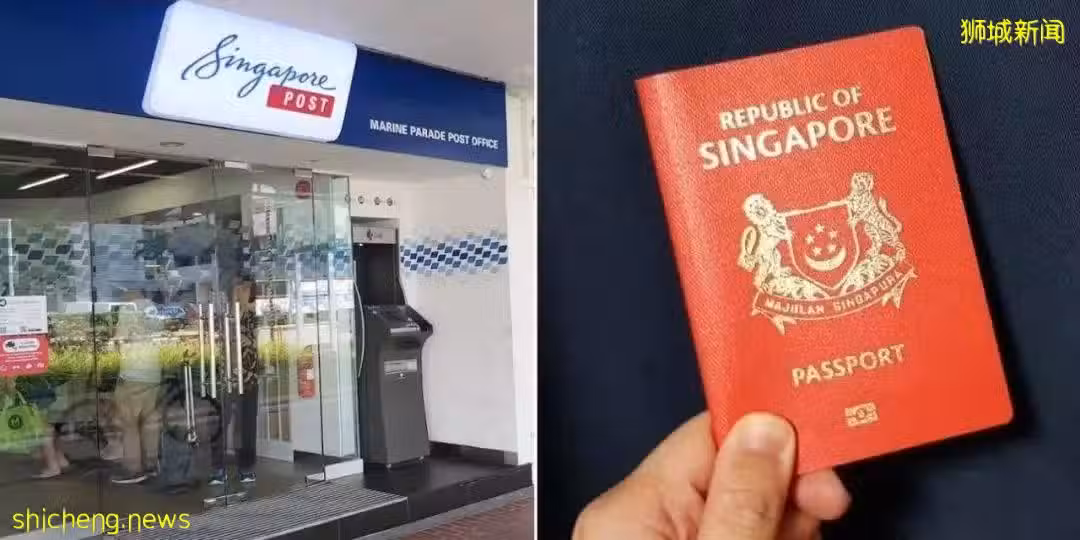 Singapore
POST
MARINE PARADE POST OFFICE
shicheng.news
狮城新闻
REPUBLIC OF
SINGAPORE
MAJULAH SINGAPURA
PASSPORT